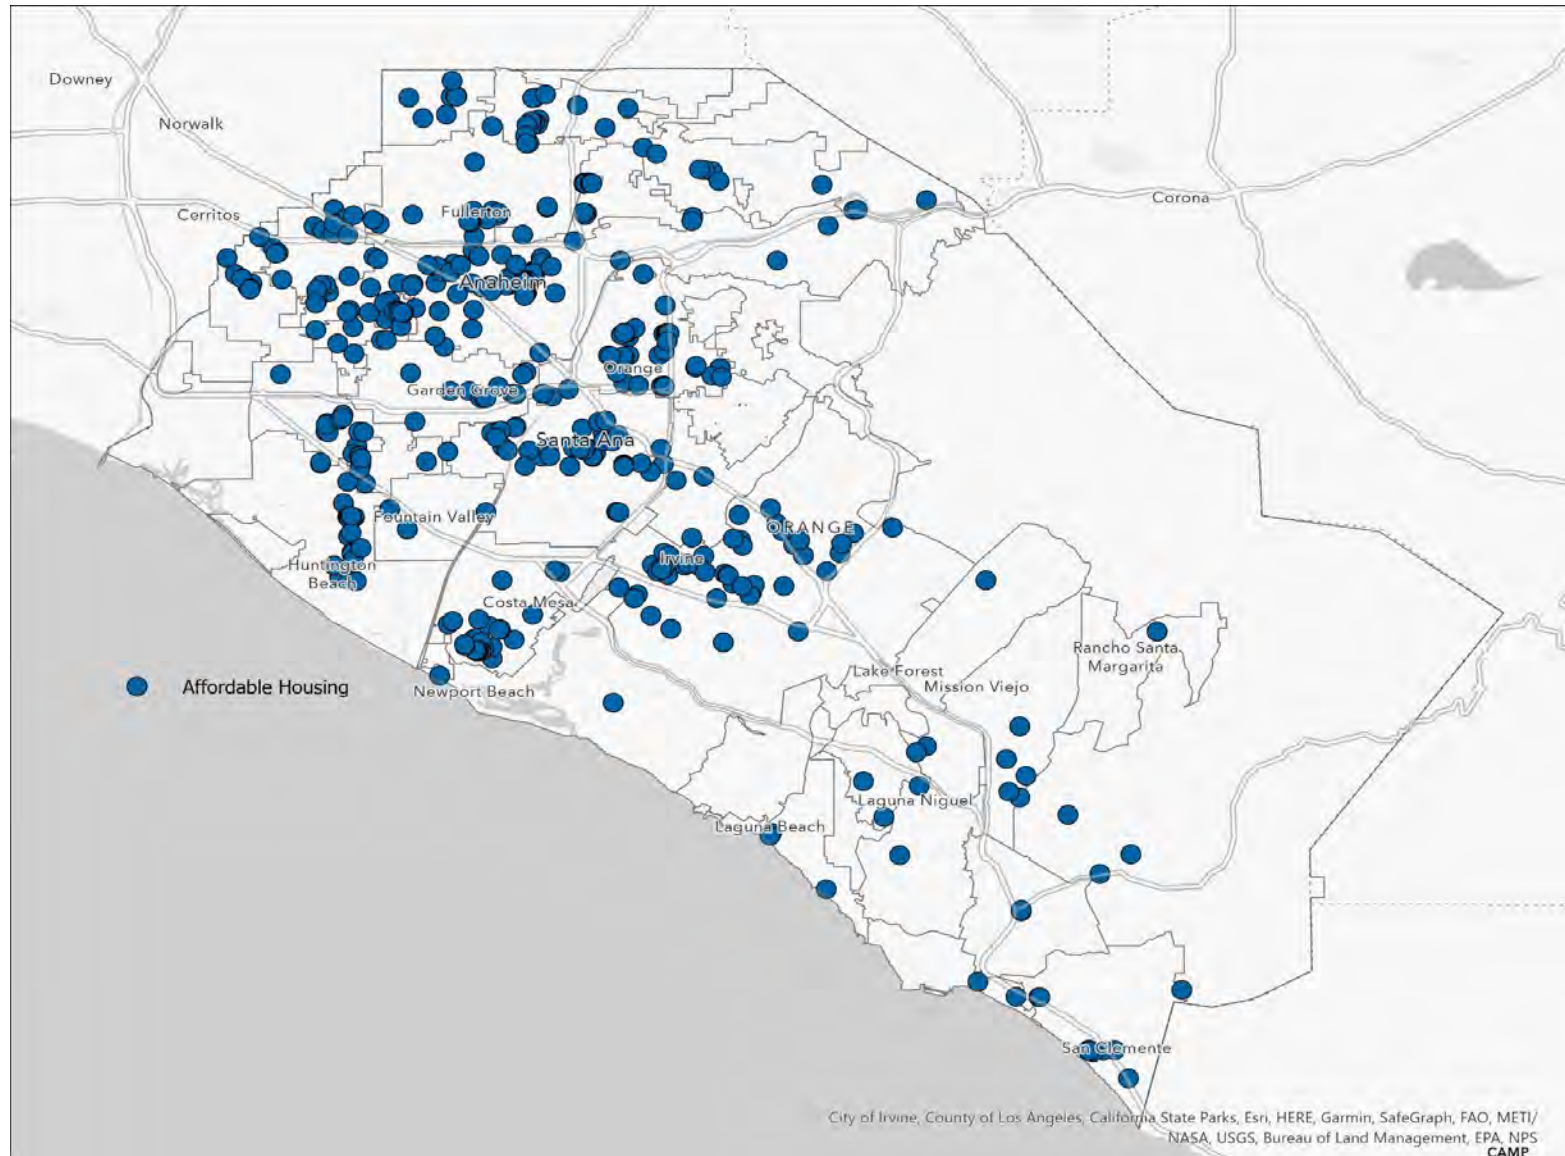 Downey
Norwalk
Corona
Cerritos
Fullerton
Anaheim
Orange
Garden Grove
Santa Ana
Fountain Valley
ORANGE
Irvine
Huntington
Beach
Costa Mesa
Rancho Santa
Margarita
Lake Forest
Mission Viejo
Affordable Housing
Newport Beach
Laguna Niguel
Laguna Beach
San Clemente
City of Irvine, County of Los Angeles, California State Parks, Esri, HERE, Garmin, SafeGraph, FAO, METI/
NASA, USGS, Bureau of Land Management, EPA, NPS
CAMP